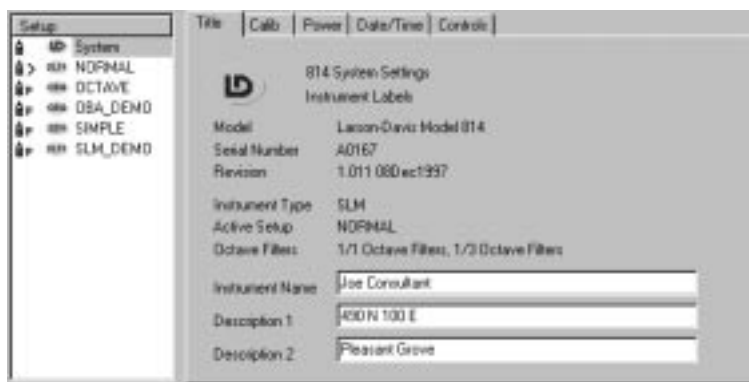 Setup
System
NORMAL
OCTAVE
OBA_DEMO
SIMPLE
SLM_DEMO
Title Calib Power Date/Time Controls
LD
814 System Settings
Instrument Labels
Model Larson-Davis Model 814
Serial Number A0167
Revision 1.011 08Dec1997
Instrument Type SLM
Active Setup NORMAL
Octave Filters 1/1 Octave Filters, 1/3 Octave Filters
Instrument Name Joe Consultant
Description 1 490 N 100 E
Description 2 Pleasant Grove